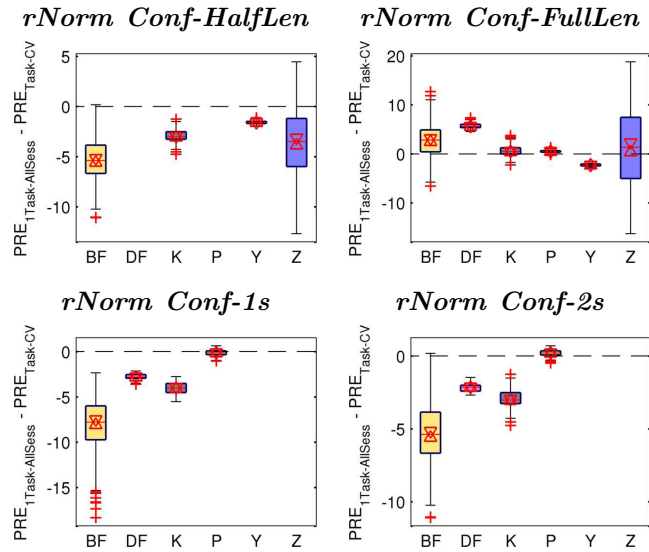 rNorm Conf-HalfLen
rNorm Conf-FullLen
PRE1Task-AllSess - PRETask-CV
5
0
-5
-10
BF DF K P Y Z
PRE1Task-AllSess - PRETask-CV
20
10
0
-10
BF DF K P Y Z
rNorm Conf-1s
rNorm Conf-2s
PRE1Task-AllSess - PRETask-CV
0
-5
-10
-15
BF DF K P Y Z
PRE1Task-AllSess - PRETask-CV
0
-5
-10
BF DF K P Y Z